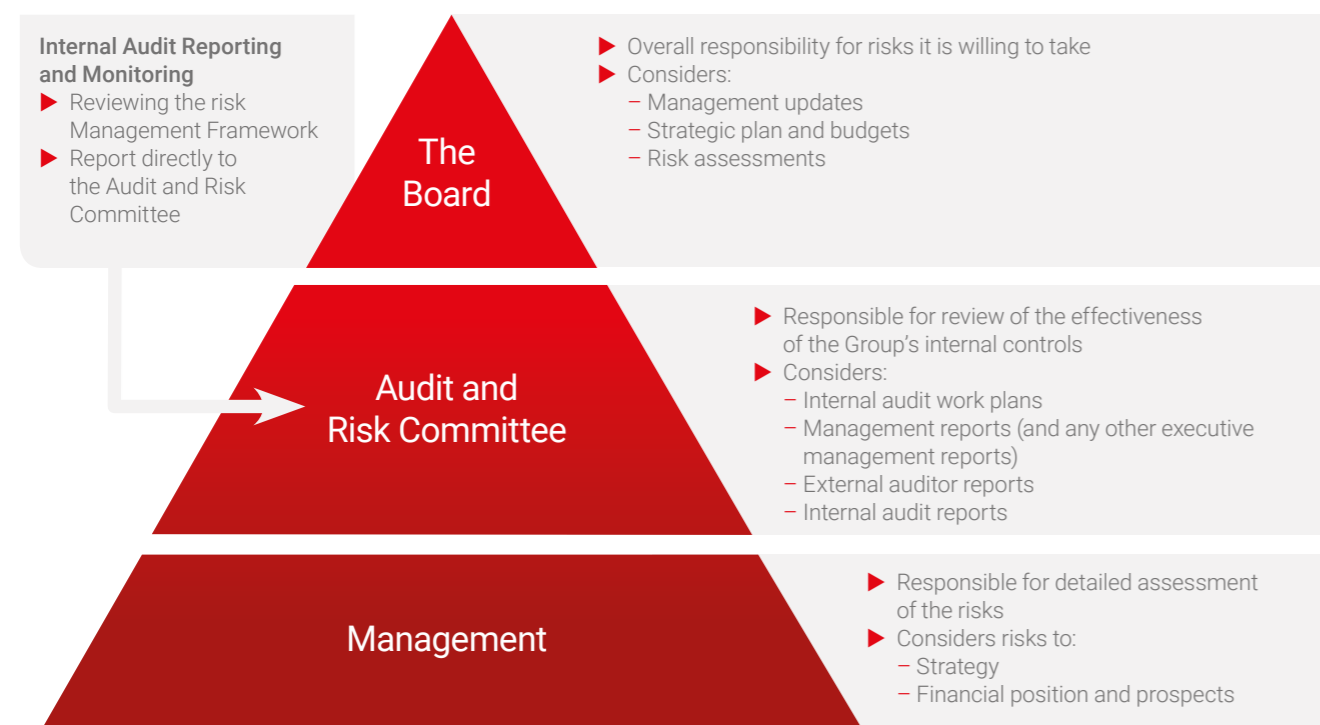 Internal Audit Reporting
and Monitoring
▶ Reviewing the risk
Management Framework
▶ Report directly to
the Audit and Risk
Committee
The
Board
▶ Overall responsibility for risks it is willing to take
▶ Considers:
– Management updates
– Strategic plan and budgets
– Risk assessments
Audit and
Risk Committee
▶ Responsible for review of the effectiveness
of the Group’s internal controls
▶ Considers:
– Internal audit work plans
– Management reports (and any other executive
management reports)
– External auditor reports
– Internal audit reports
Management
▶ Responsible for detailed assessment
of the risks
▶ Considers risks to:
– Strategy
– Financial position and prospects